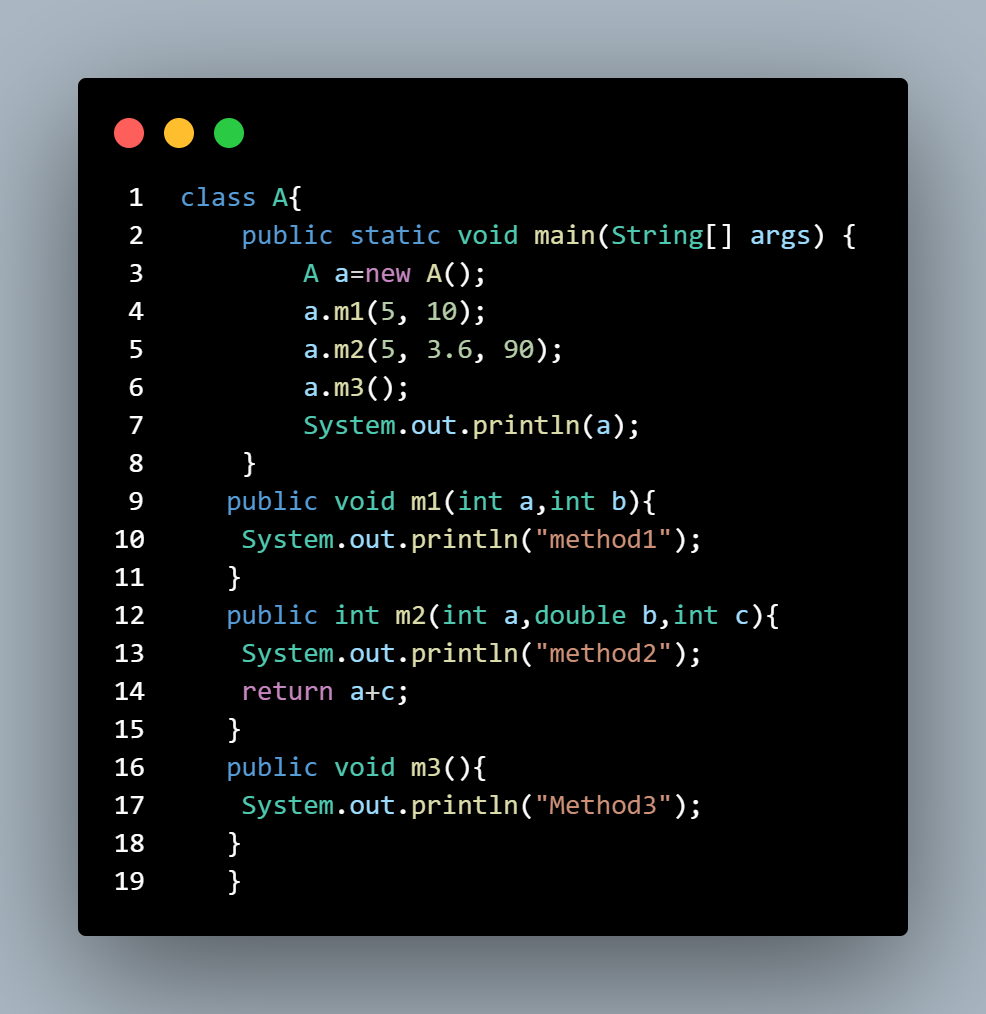 1 class A{
2 public static void main(String[] args) {
3 A a=new A();
4 a.m1(5, 10);
5 a.m2(5, 3.6, 90);
6 a.m3();
7 System.out.println(a);
8 }
9 public void m1(int a,int b){
10 System.out.println("method1");
11 }
12 public int m2(int a,double b,int c){
13 System.out.println("method2");
14 return a+c;
15 }
16 public void m3(){
17 System.out.println("Method3");
18 }
19 }